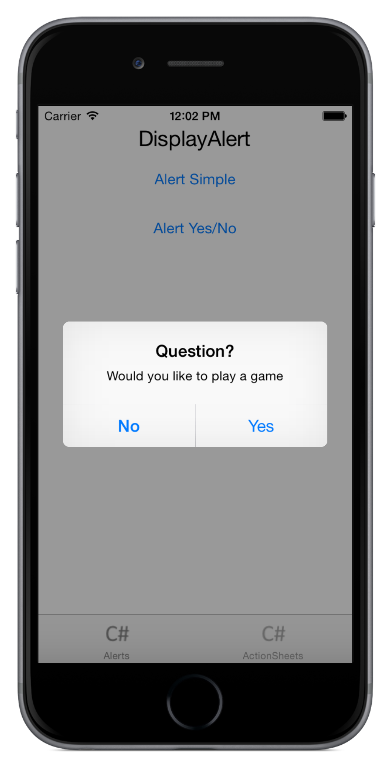 Carrier 12:02 PM
DisplayAlert
Alert Simple
Alert Yes/No
Question?
Would you like to play a game
No Yes
C# C#
Alerts ActionSheets